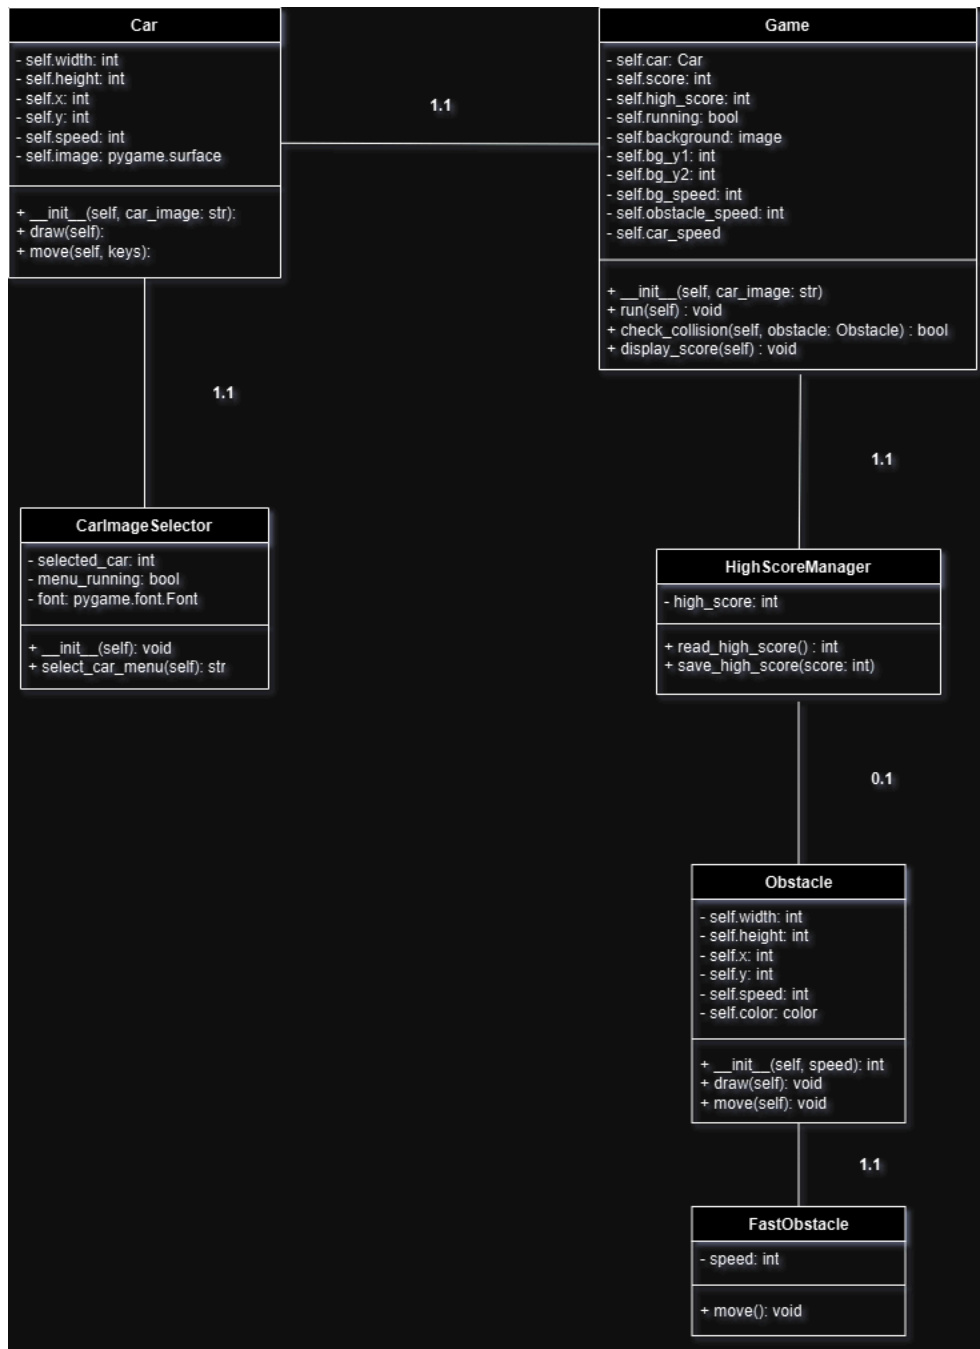 Car
- self.width: int
- self.height: int
- self.x: int
- self.y: int
- self.speed: int
- self.image: pygame.surface
+ __init__(self, car_image: str):
+ draw(self):
+ move(self, keys):
1.1
Game
- self.car: Car
- self.score: int
- self.high_score: int
- self.running: bool
- self.background: image
- self.bg_y1: int
- self.bg_y2: int
- self.bg_speed: int
- self.obstacle_speed: int
- self.car_speed
+ __init__(self, car_image: str)
+ run(self) : void
+ check_collision(self, obstacle: Obstacle) : bool
+ display_score(self) : void
1.1
CarImageSelector
- selected_car: int
- menu_running: bool
- font: pygame.font.Font
+ __init__(self): void
+ select_car_menu(self): str
1.1
HighScoreManager
- high_score: int
+ read_high_score() : int
+ save_high_score(score: int)
0.1
Obstacle
- self.width: int
- self.height: int
- self.x: int
- self.y: int
- self.speed: int
- self.color: color
+ __init__(self, speed): int
+ draw(self): void
+ move(self): void
1.1
FastObstacle
- speed: int
+ move(): void